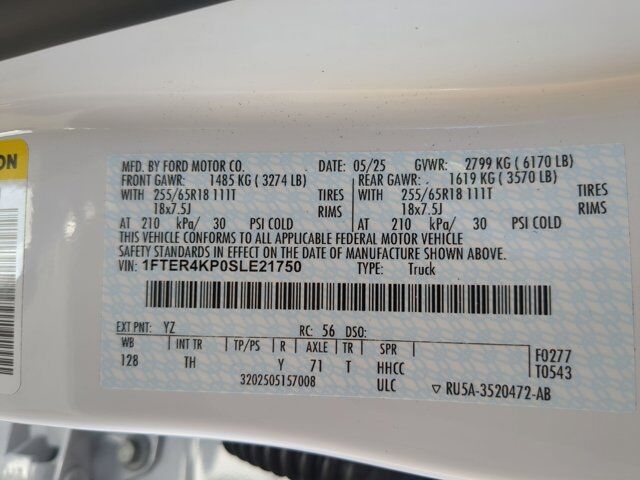 ON
MFD. BY FORD MOTOR CO. DATE: 05/25 GVWR: 2799 KG ( 6170 LB)
FRONT GAWR: 1485 KG ( 3274 LB) REAR GAWR: 1619 KG ( 3570 LB)
WITH 255/65R18 111T TIRES WITH 255/65R18 111T TIRES
18x7.5J RIMS 18x7.5J RIMS
AT 210 kPa/ 30 PSI COLD AT 210 kPa/ 30 PSI COLD
THIS VEHICLE CONFORMS TO ALL APPLICABLE FEDERAL MOTOR VEHICLE
SAFETY STANDARDS IN EFFECT ON THE DATE OF MANUFACTURE SHOWN ABOVE.
VIN: 1FTER4KP0SLE21750 TYPE: Truck
EXT PNT: YZ RC: 56 DSO:
WB INT TR TP/PS R AXLE TR SPR F0277
128 TH Y 71 T HHCC T0543
3202505157008 ULC ▽ RU5A-3520472-AB